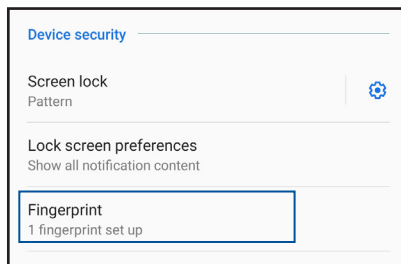 Device security
Screen lock
Pattern
Lock screen preferences
Show all notification content
Fingerprint
1 fingerprint set up